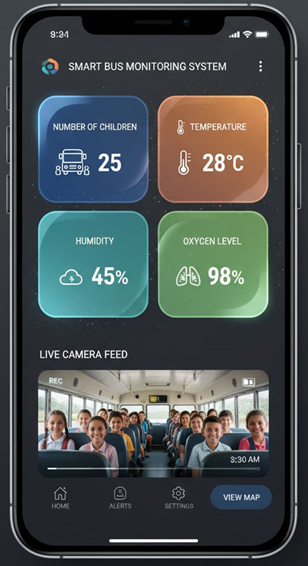 9:34
SMART BUS MONITORING SYSTEM
NUMBER OF CHILDREN
25
TEMPERATURE
28°C
HUMIDITY
45%
OXYGEN LEVEL
98%
LIVE CAMERA FEED
REC
3:30 AM
HOME
ALERTS
SETTINGS
VIEW MAP